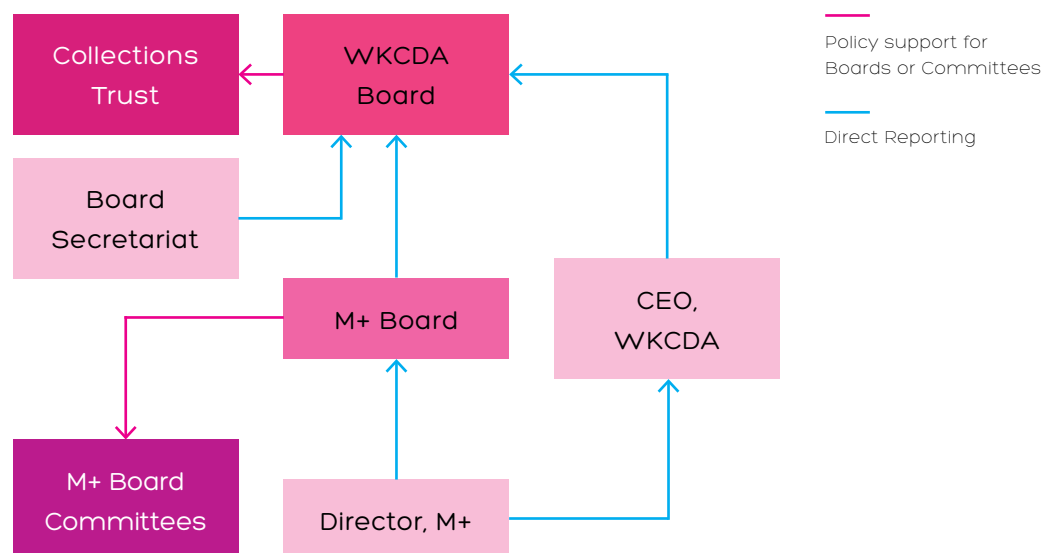 Collections
Trust
WKCDA
Board
Policy support for
Boards or Committees
Direct Reporting
Board
Secretariat
M+ Board
CEO,
WKCDA
M+ Board
Committees
Director, M+